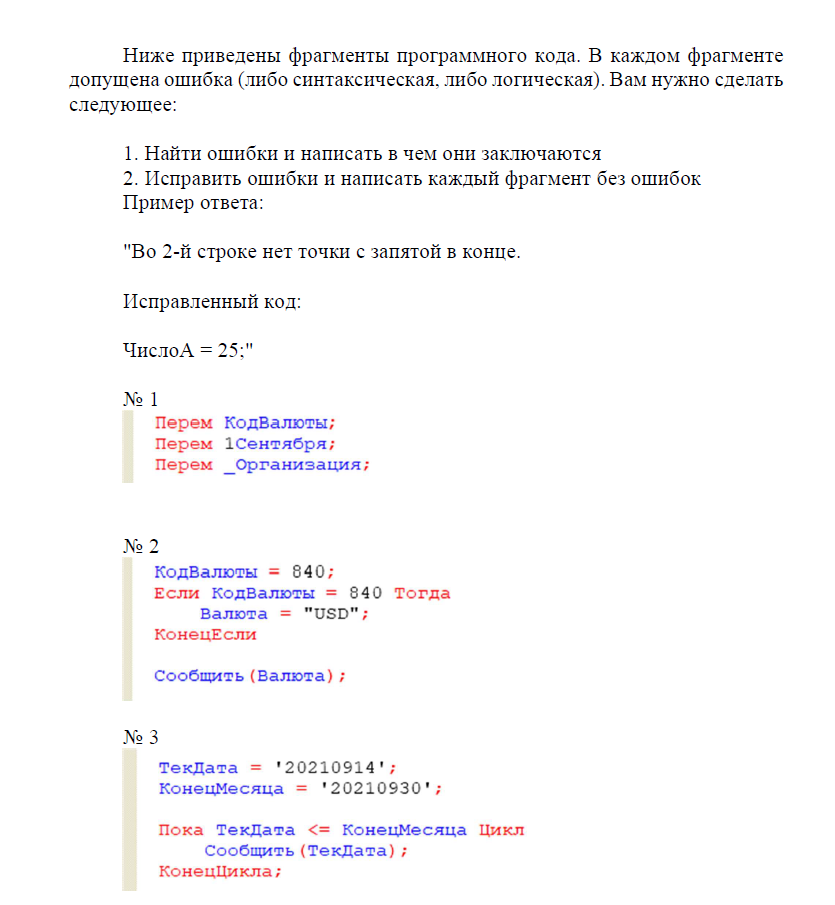 Ниже приведены фрагменты программного кода. В каждом фрагменте
допущена ошибка (либо синтаксическая, либо логическая). Вам нужно сделать
следующее:
1. Найти ошибки и написать в чем они заключаются
2. Исправить ошибки и написать каждый фрагмент без ошибок
Пример ответа:
"Во 2-й строке нет точки с запятой в конце.
Исправленный код:
ЧислоА = 25;"
№ 1
Перем КодВалюты;
Перем 1Сентября;
Перем _Организация;
№ 2
КодВалюты = 840;
Если КодВалюты = 840 Тогда
Валюта = "USD";
КонецЕсли
Сообщить(Валюта);
№ 3
ТекДата = '20210914';
КонецМесяца = '20210930';
Пока ТекДата <= КонецМесяца Цикл
Сообщить(ТекДата);
КонецЦикла;